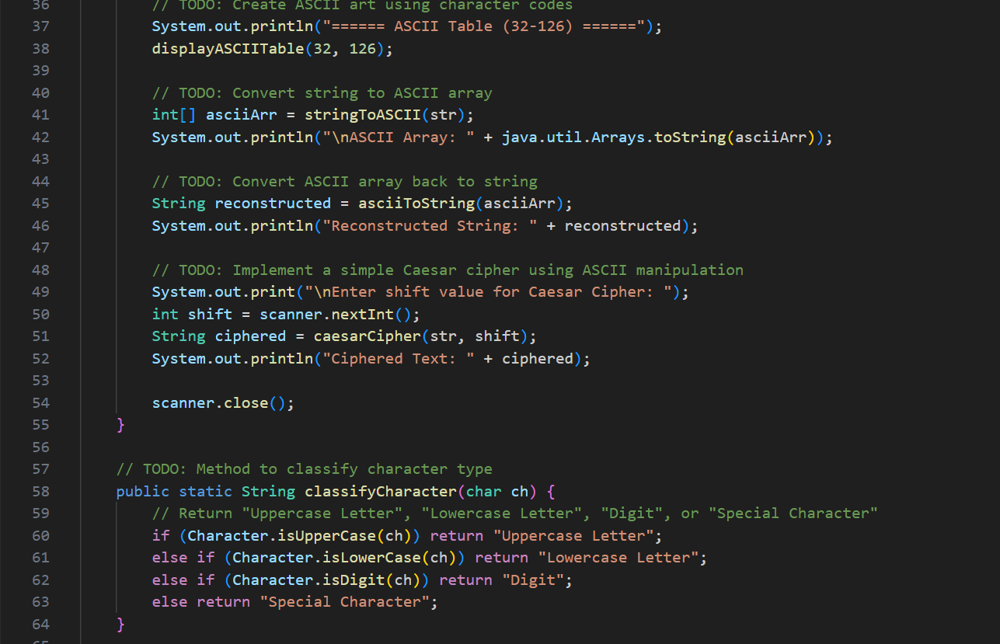 36 // TODO: Create ASCII art using character codes
37 System.out.println("====== ASCII Table (32-126) ======");
38 displayASCIITable(32, 126);
39
40 // TODO: Convert string to ASCII array
41 int[] asciiArr = stringToASCII(str);
42 System.out.println("\nASCII Array: " + java.util.Arrays.toString(asciiArr));
43
44 // TODO: Convert ASCII array back to string
45 String reconstructed = asciiToString(asciiArr);
46 System.out.println("Reconstructed String: " + reconstructed);
47
48 // TODO: Implement a simple Caesar cipher using ASCII manipulation
49 System.out.print("\nEnter shift value for Caesar Cipher: ");
50 int shift = scanner.nextInt();
51 String ciphered = caesarCipher(str, shift);
52 System.out.println("Ciphered Text: " + ciphered);
53
54 scanner.close();
55 }
56
57 // TODO: Method to classify character type
58 public static String classifyCharacter(char ch) {
59 // Return "Uppercase Letter", "Lowercase Letter", "Digit", or "Special Character"
60 if (Character.isUpperCase(ch)) return "Uppercase Letter";
61 else if (Character.isLowerCase(ch)) return "Lowercase Letter";
62 else if (Character.isDigit(ch)) return "Digit";
63 else return "Special Character";
64 }